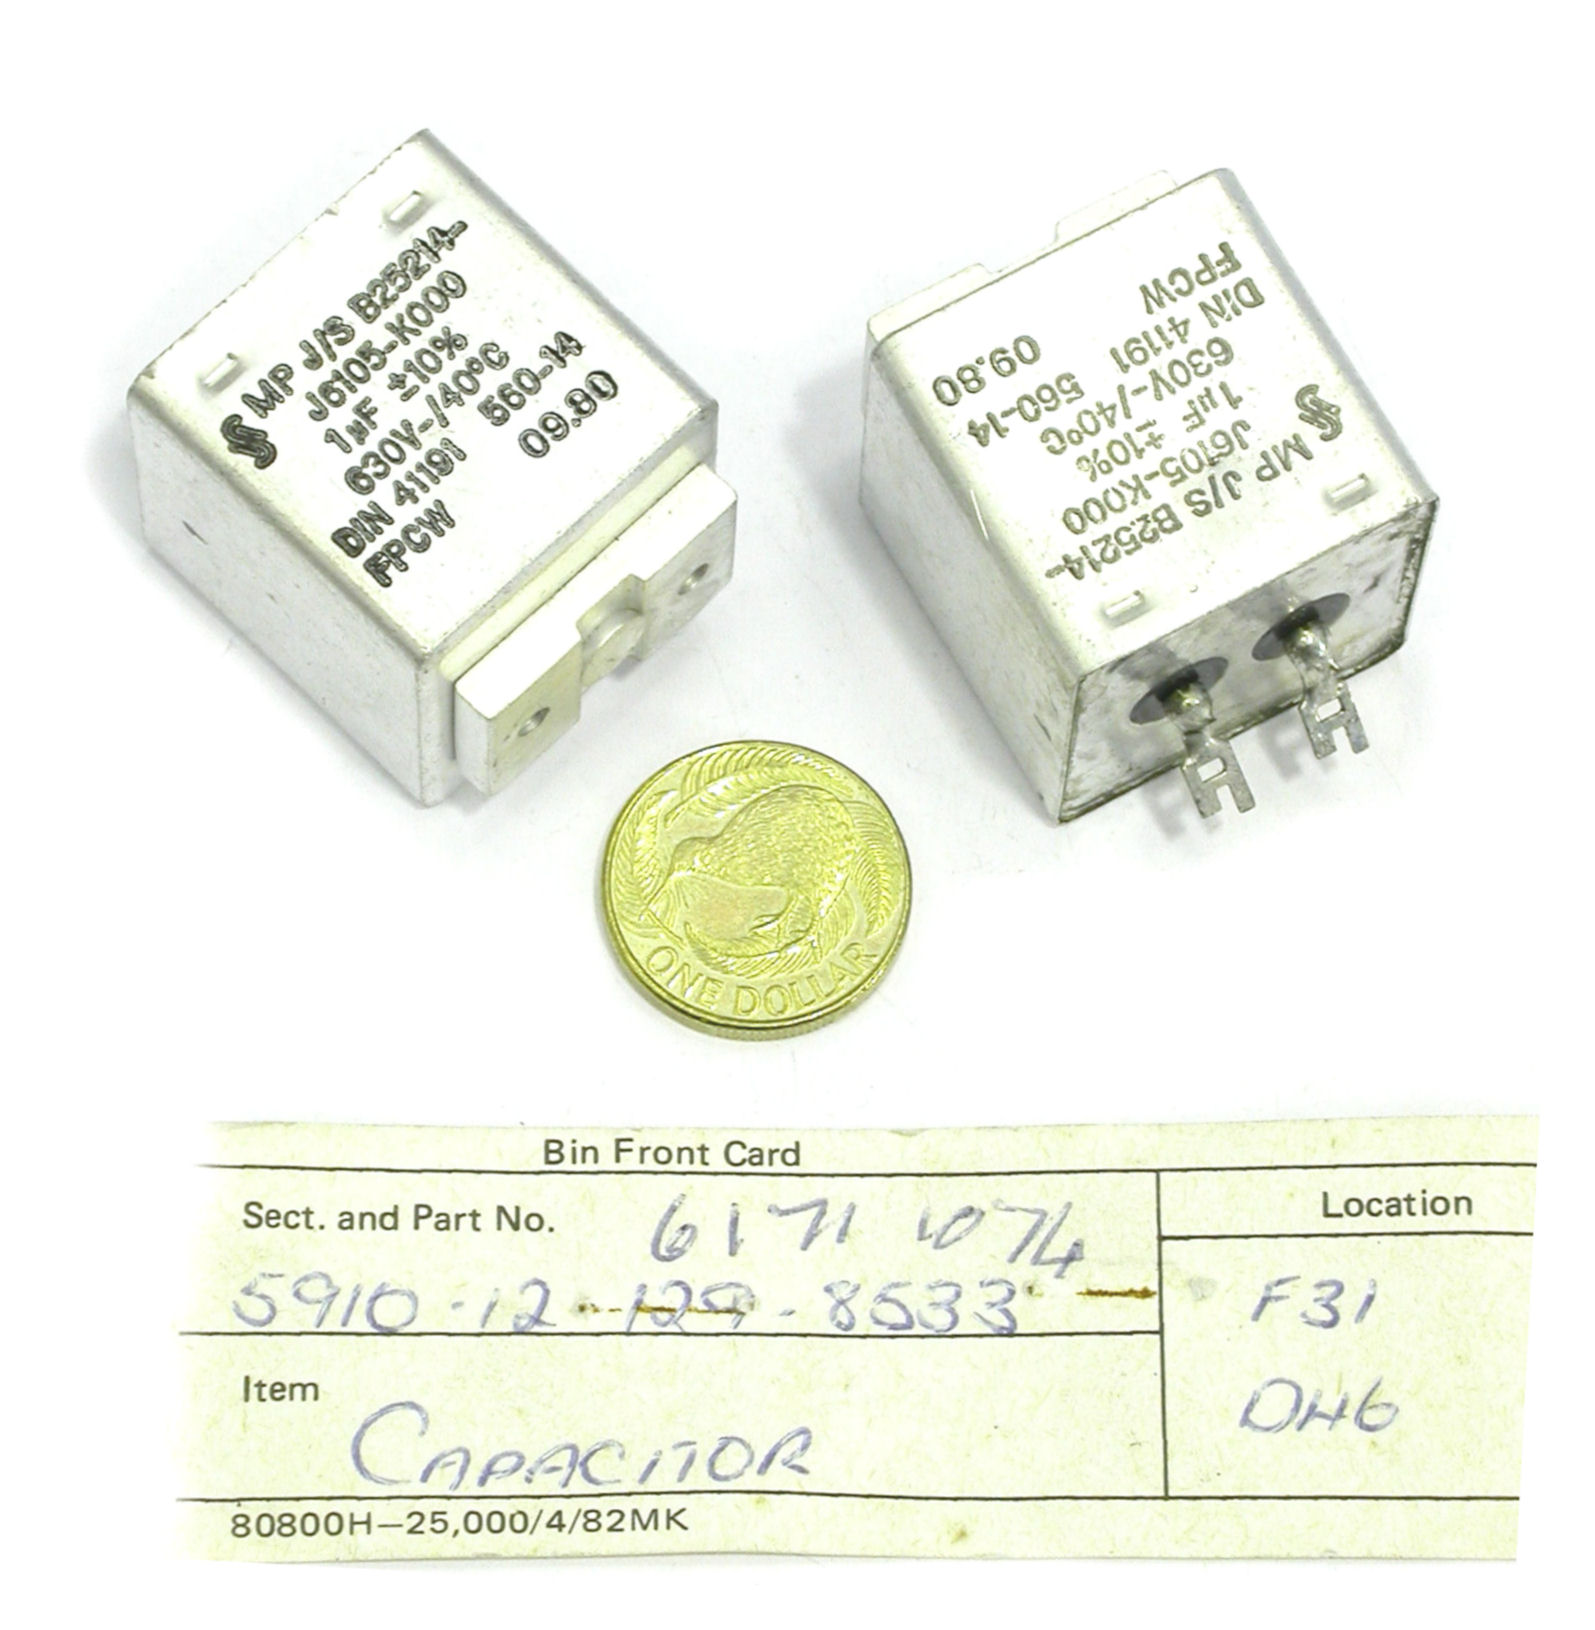 MP J/S B25214-
J6105-K000
1µF ±10%
630V-/40°C
DIN 41191 560-14
FPCW 09.80
MP J/S B25214-
J6105-K000
1µF ±10%
630V-/40°C
DIN 41191 560-14
FPCW 09.80
ONE DOLLAR
Bin Front Card
Sect. and Part No. 6171 1074
5910-12-129-8533
Location
F31
DH6
Item
CAPACITOR
80800H—25,000/4/82MK